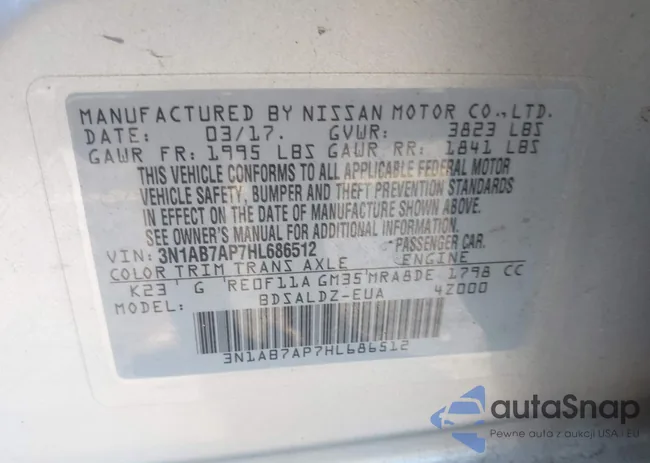 MANUFACTURED BY NISSAN MOTOR CO., LTD.
DATE: 03/17. GVWR: 3823 LBS
GAWR FR: 1995 LBS GAWR RR: 1841 LBS
THIS VEHICLE CONFORMS TO ALL APPLICABLE FEDERAL MOTOR
VEHICLE SAFETY, BUMPER AND THEFT PREVENTION STANDARDS
IN EFFECT ON THE DATE OF MANUFACTURE SHOWN ABOVE.
SEE OWNER'S MANUAL FOR ADDITIONAL INFORMATION.
VIN: 3N1AB7AP7HL686512 PASSENGER CAR.
COLOR TRIM TRANS AXLE ENGINE
K23 G RE0F11A GM35 MRA8DE 1798 CC
BDSALDZ-EUA 4Z000
3N1AB7AP7HL686512
autaSnap
Pewne auta z aukcji USA - EU